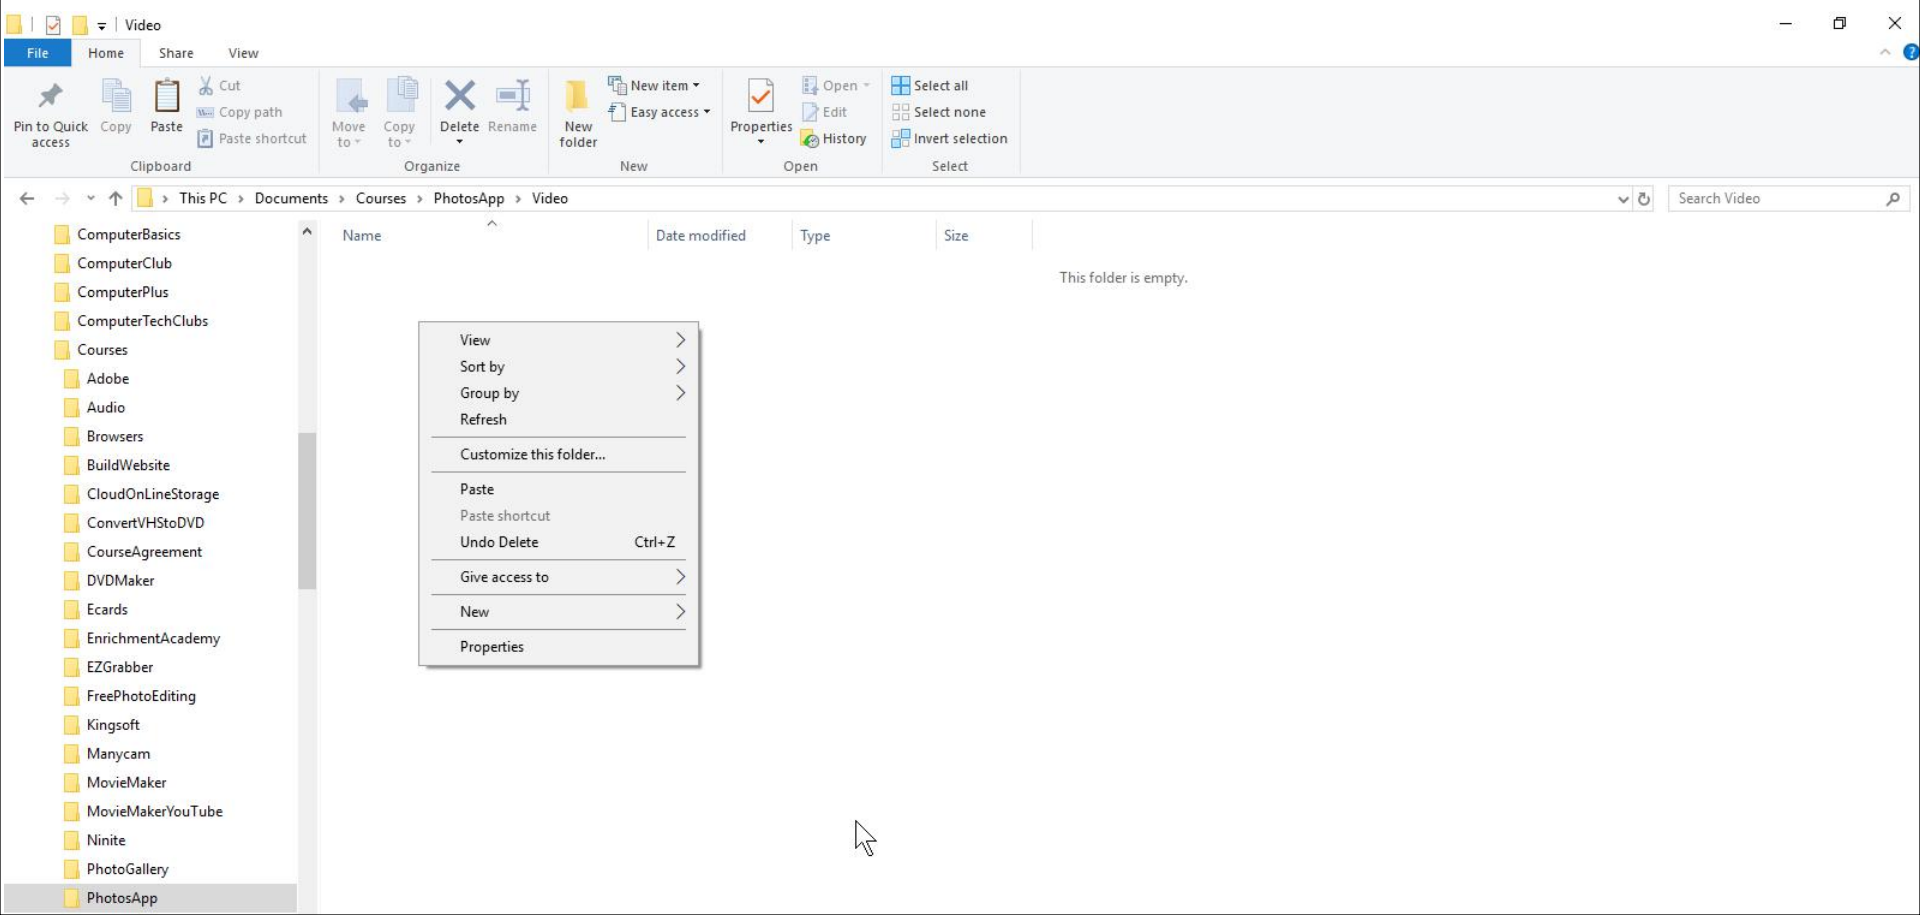 Video
File Home Share View
Pin to Quick access
Copy
Paste
Cut
Copy path
Paste shortcut
Clipboard
Move to
Copy to
Delete
Rename
Organize
New folder
New item
Easy access
New
Properties
Open
Edit
History
Open
Select all
Select none
Invert selection
Select
This PC > Documents > Courses > PhotosApp > Video
Search Video
Name Date modified Type Size
This folder is empty.
ComputerBasics
ComputerClub
ComputerPlus
ComputerTechClubs
Courses
Adobe
Audio
Browsers
BuildWebsite
CloudOnLineStorage
ConvertVHStoDVD
CourseAgreement
DVDMaker
Ecards
EnrichmentAcademy
EZGrabber
FreePhotoEditing
Kingsoft
Manycam
MovieMaker
MovieMakerYouTube
Ninite
PhotoGallery
PhotosApp
View
Sort by
Group by
Refresh
Customize this folder...
Paste
Paste shortcut
Undo Delete Ctrl+Z
Give access to
New
Properties